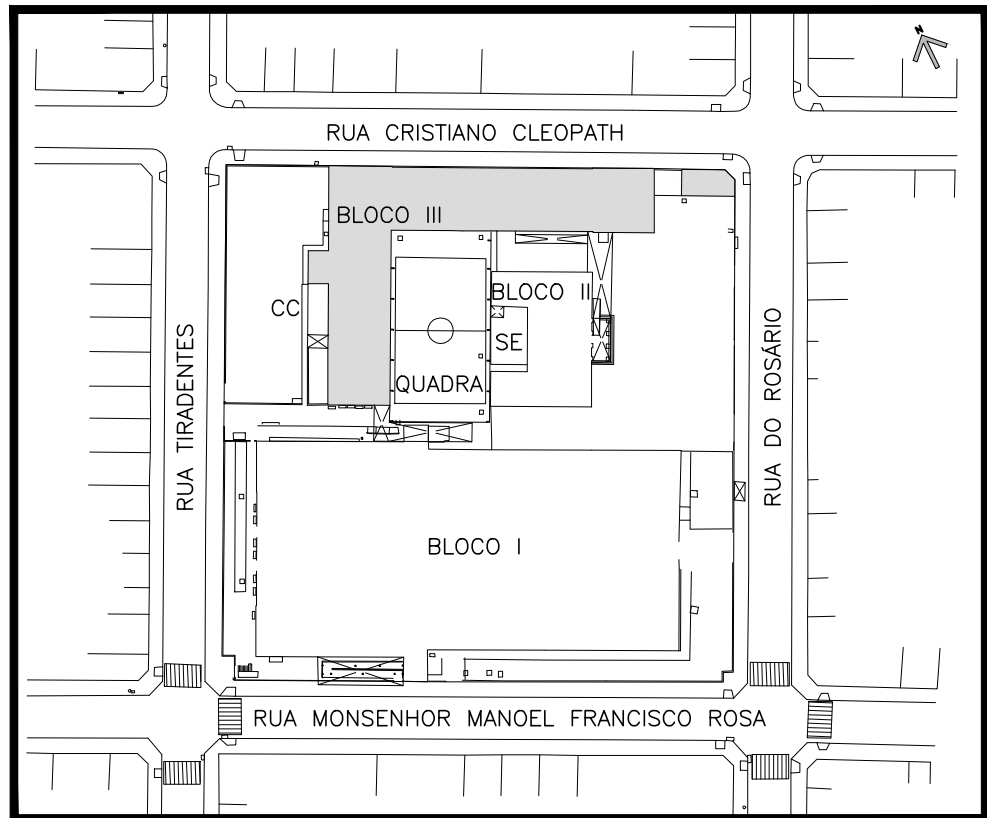 N
RUA CRISTIANO CLEOPATH
BLOCO III
BLOCO II
CC
SE
QUADRA
RUA TIRADENTES
RUA DO ROSÁRIO
BLOCO I
RUA MONSENHOR MANOEL FRANCISCO ROSA